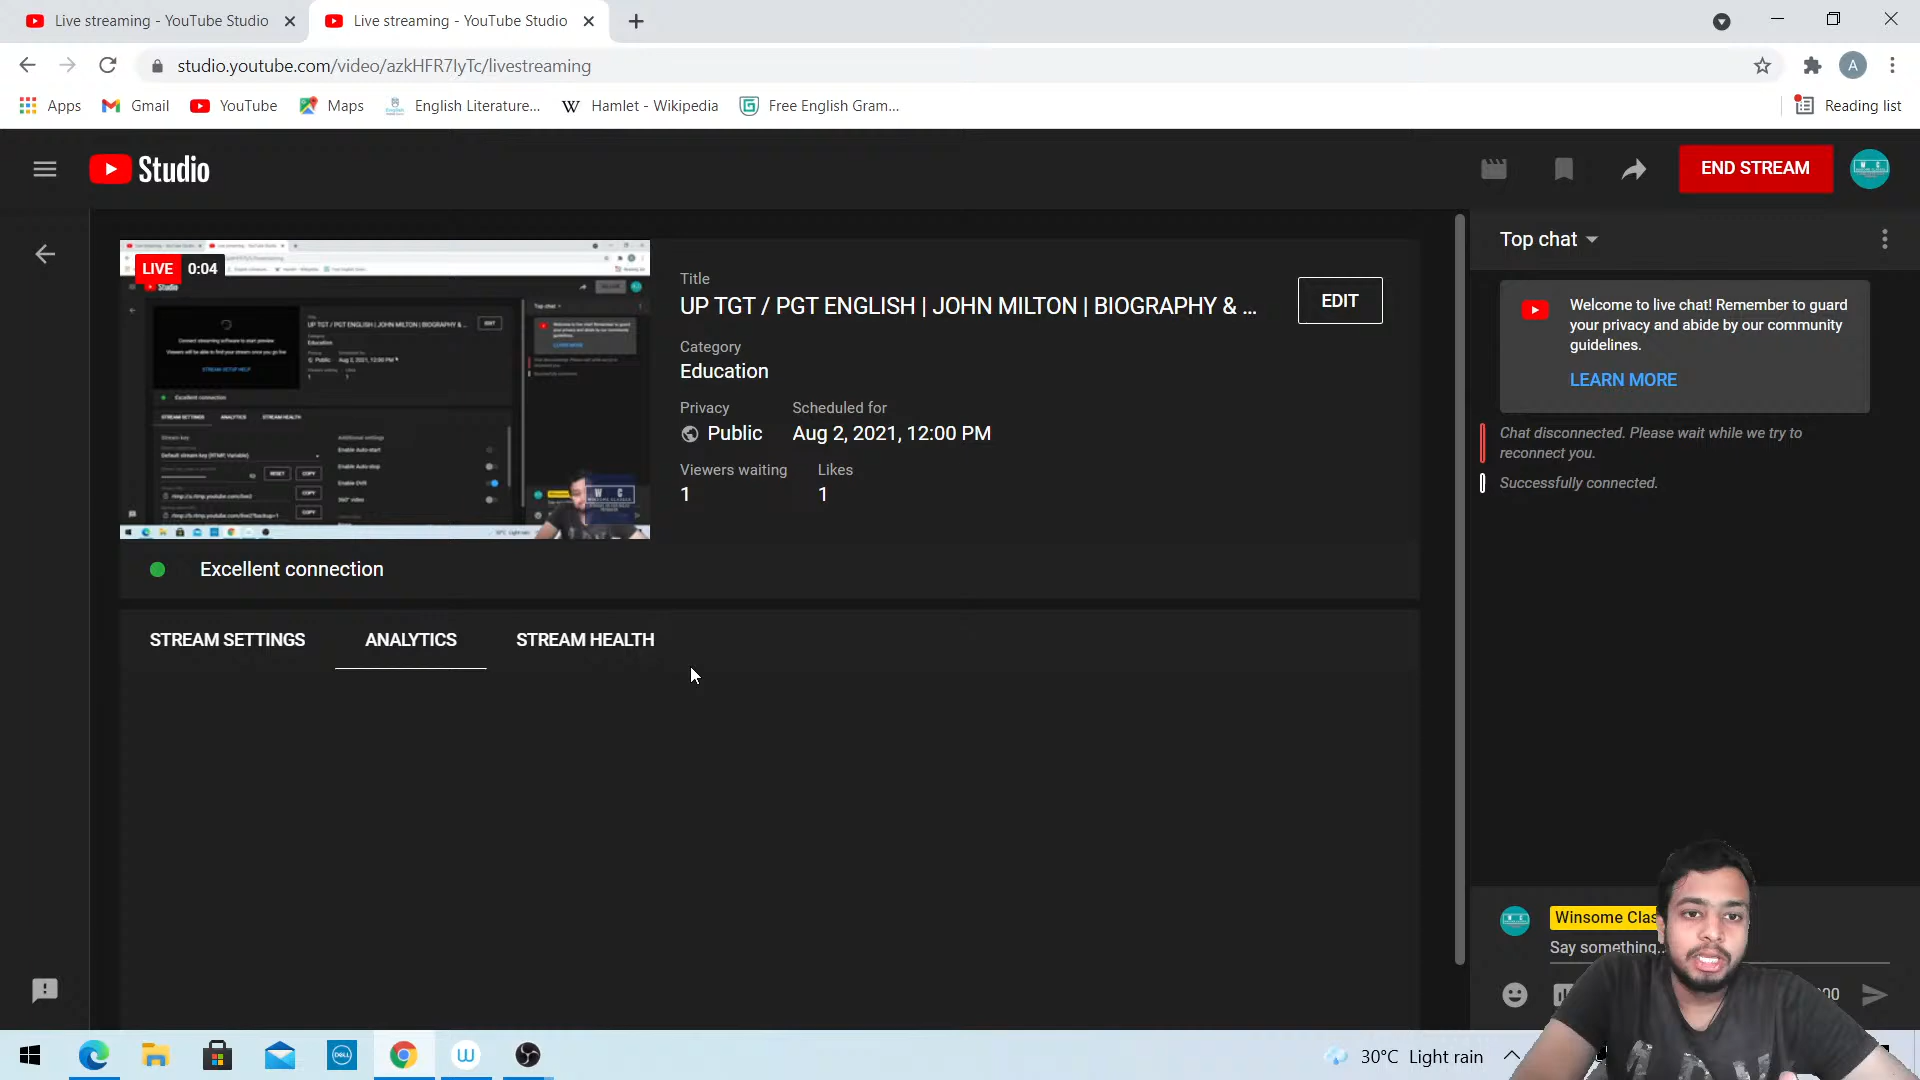 Live streaming - YouTube Studio
Live streaming - YouTube Studio
studio.youtube.com/video/azkHFR7IyTc/livestreaming
A
Apps
Gmail
YouTube
Maps
English Literature...
W Hamlet - Wikipedia
Free English Gram...
Reading list
Studio
END STREAM
LIVE 0:04
Title
UP TGT / PGT ENGLISH | JOHN MILTON | BIOGRAPHY & ...
EDIT
Category
Education
Privacy
Scheduled for
Public
Aug 2, 2021, 12:00 PM
Viewers waiting
Likes
1
1
Excellent connection
STREAM SETTINGS
ANALYTICS
STREAM HEALTH
Top chat
Welcome to live chat! Remember to guard
your privacy and abide by our community
guidelines.
LEARN MORE
Chat disconnected. Please wait while we try to
reconnect you.
Successfully connected.
Winsome Clas
Say something..
DELL
30°C Light rain